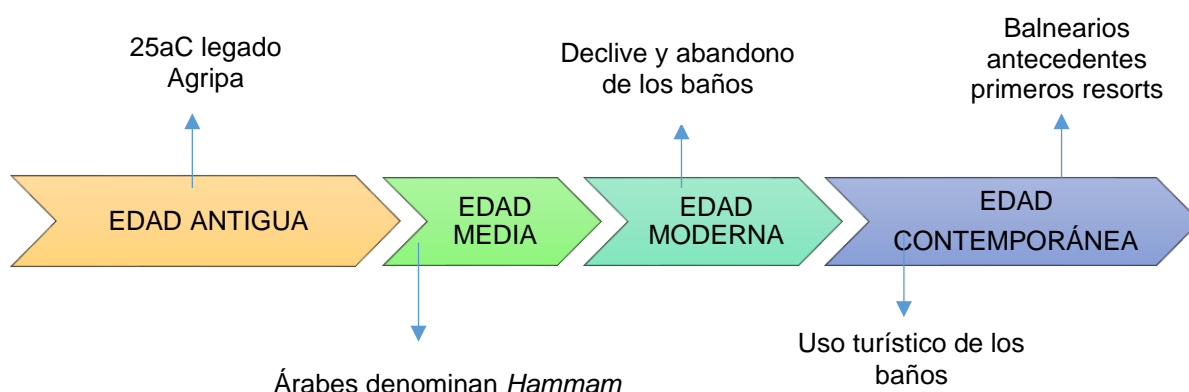 25aC legado
Agripa
Declive y abandono
de los baños
Balnearios
antecedentes
primeros resorts
EDAD ANTIGUA
EDAD
MEDIA
EDAD
MODERNA
EDAD
CONTEMPORÁNEA
Árabes denominan Hammam
Uso turístico de los
baños